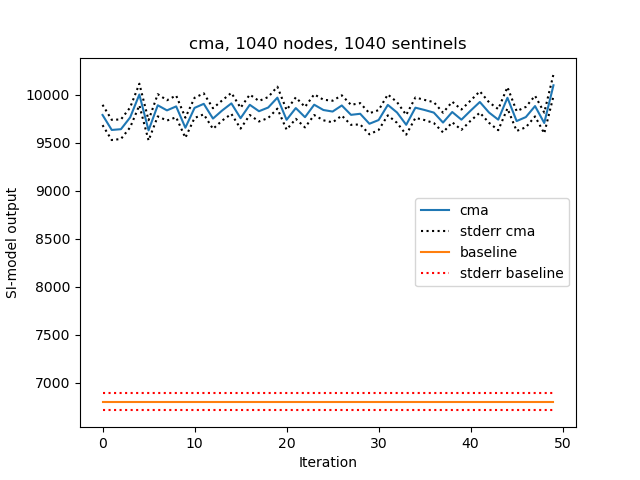 cma, 1040 nodes, 1040 sentinels
10000
9500
9000
8500
8000
7500
7000
SI-model output
cma
stderr cma
baseline
stderr baseline
0 10 20 30 40 50
Iteration